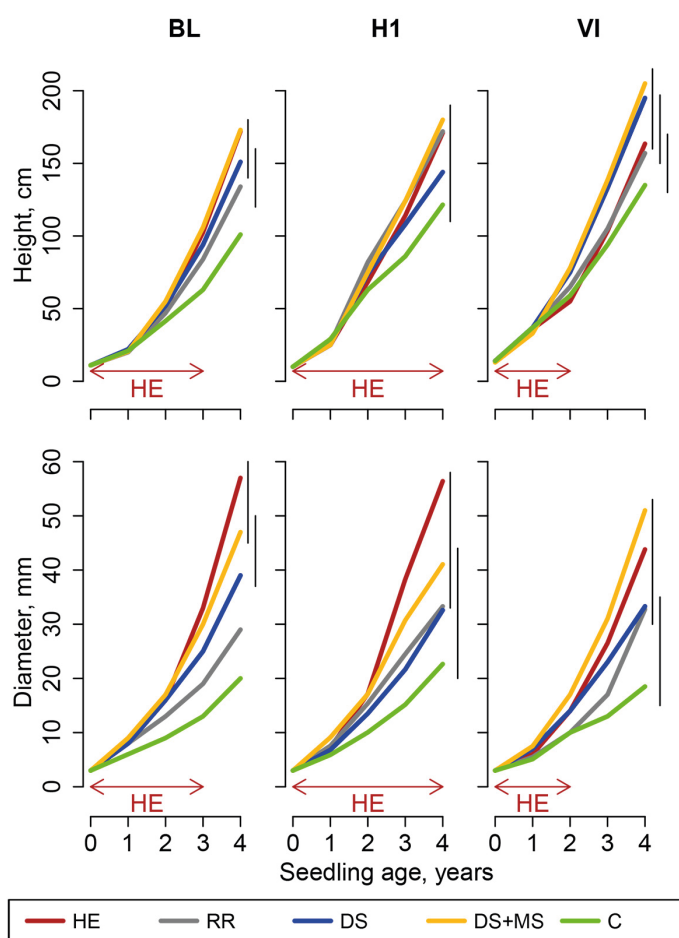 BL H1 VI
Height, cm
200
150
100
50
0
HE HE HE
Diameter, mm
60
50
40
30
20
10
0
HE HE HE
0 1 2 3 4 0 1 2 3 4 0 1 2 3 4
Seedling age, years
HE RR DS DS+MS C